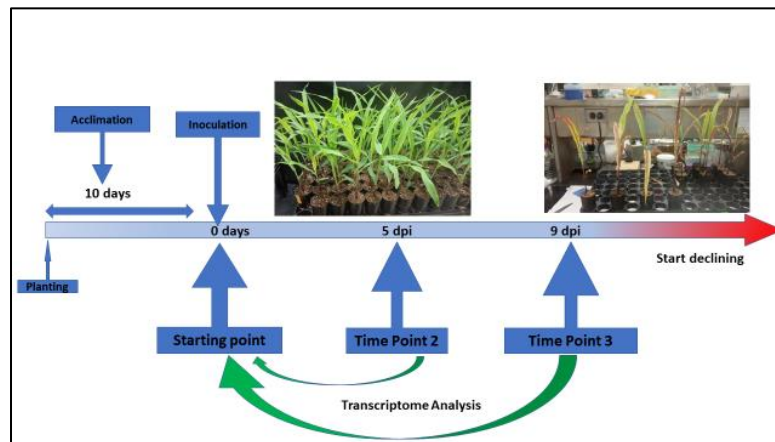 Acclimation
Inoculation
10 days
0 days
5 dpi
9 dpi
Start declining
Planting
Starting point
Time Point 2
Time Point 3
Transcriptome Analysis